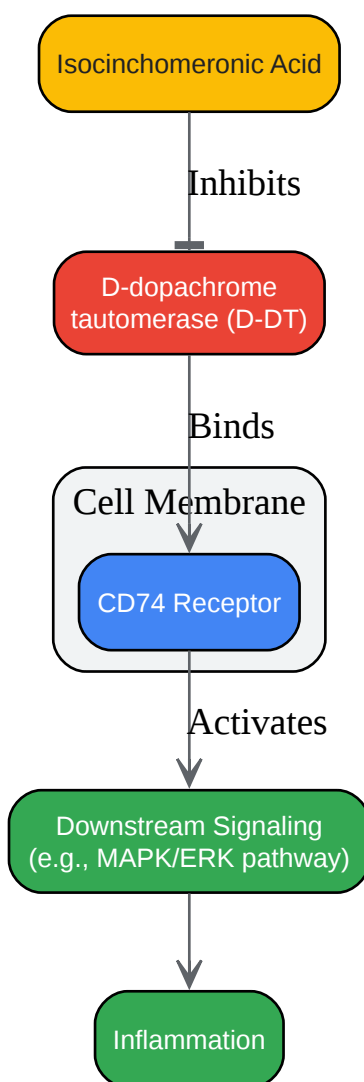 Isocinchomeronic Acid
Inhibits
D-dopachrome
tautomerase (D-DT)
Binds
Cell Membrane
CD74 Receptor
Activates
Downstream Signaling
(e.g., MAPK/ERK pathway)
Inflammation